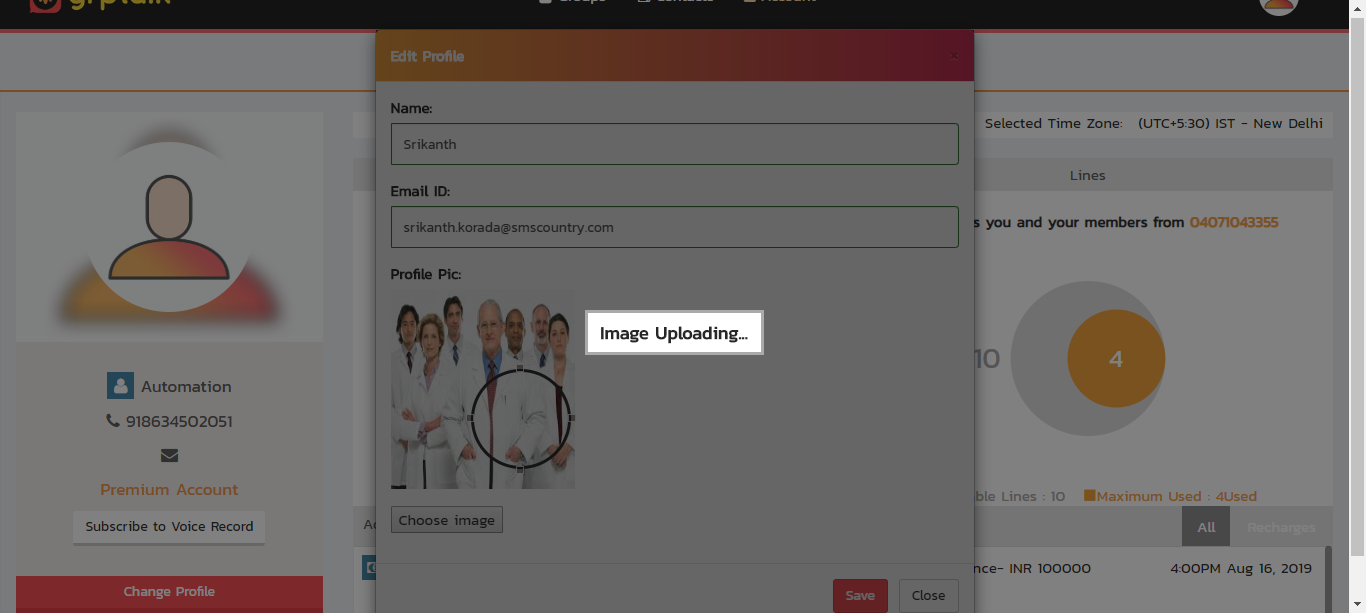 grptalk
Groups
Contacts
Account
Edit Profile
×
Name:
Srikanth
Email ID:
srikanth.korada@smscountry.com
Profile Pic:
Image Uploading...
Choose image
Save
Close
Automation
918634502051
Premium Account
Subscribe to Voice Record
Change Profile
Selected Time Zone: (UTC+5:30) IST - New Delhi
Lines
you and your members from 04071043355
10
4
Lines : 10
Maximum Used : 4Used
All
Recharges
INR 100000
4:00PM Aug 16, 2019